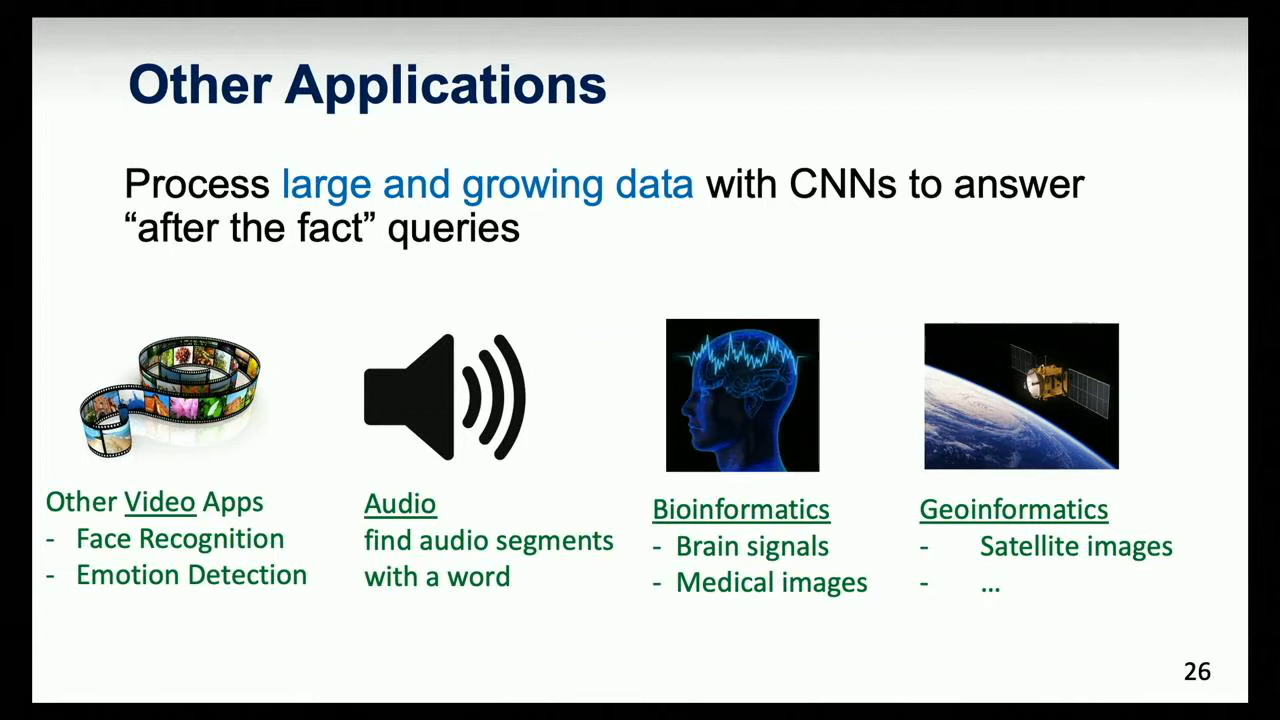 Other Applications
Process large and growing data with CNNs to answer
“after the fact” queries
Other Video Apps
- Face Recognition
- Emotion Detection
Audio
find audio segments
with a word
Bioinformatics
- Brain signals
- Medical images
Geoinformatics
- Satellite images
- ...
26